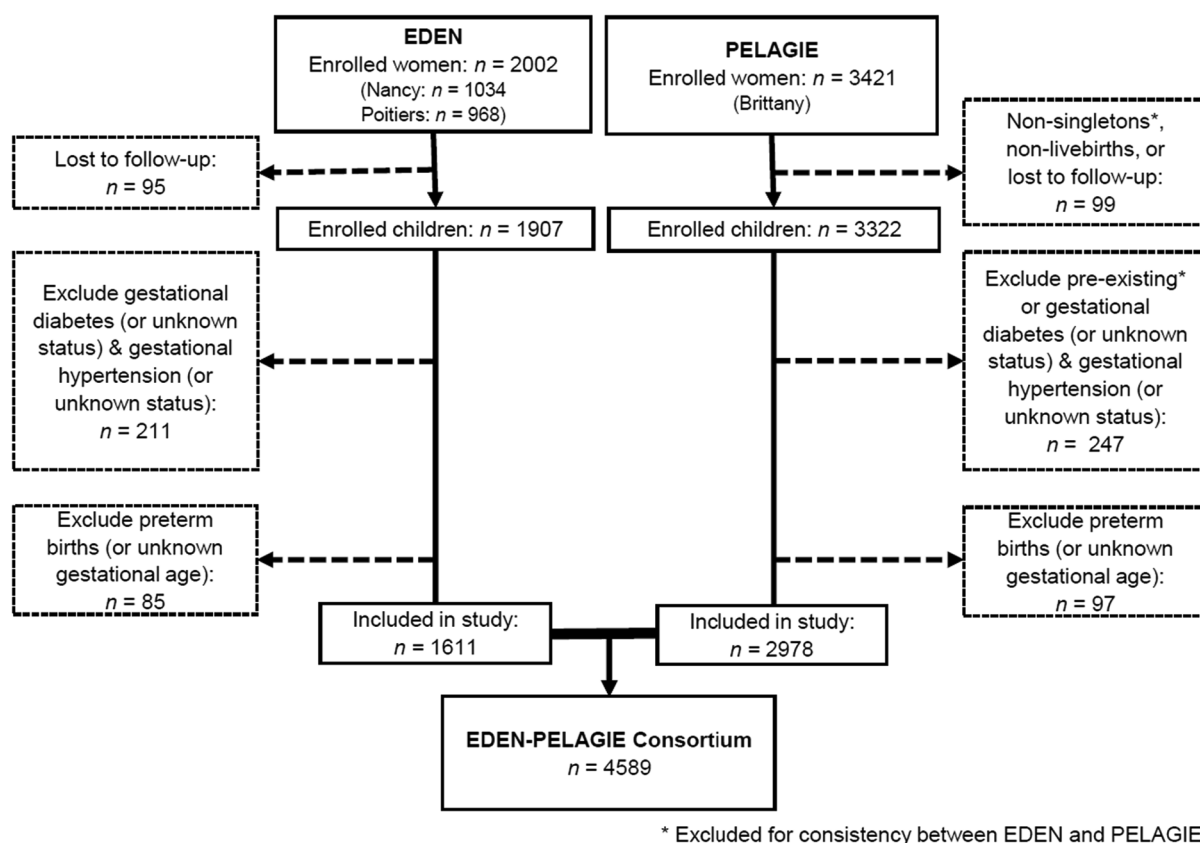 EDEN
Enrolled women: n = 2002
(Nancy: n = 1034
Poitiers: n = 968)
PELAGIE
Enrolled women: n = 3421
(Brittany)
Lost to follow-up:
n = 95
Non-singletons*,
non-livebirths, or
lost to follow-up:
n = 99
Enrolled children: n = 1907
Enrolled children: n = 3322
Exclude gestational
diabetes (or unknown
status) & gestational
hypertension (or
unknown status):
n = 211
Exclude pre-existing*
or gestational
diabetes (or unknown
status) & gestational
hypertension (or
unknown status):
n = 247
Exclude preterm
births (or unknown
gestational age):
n = 85
Exclude preterm
births (or unknown
gestational age):
n = 97
Included in study:
n = 1611
Included in study:
n = 2978
EDEN-PELAGIE Consortium
n = 4589
* Excluded for consistency between EDEN and PELAGIE